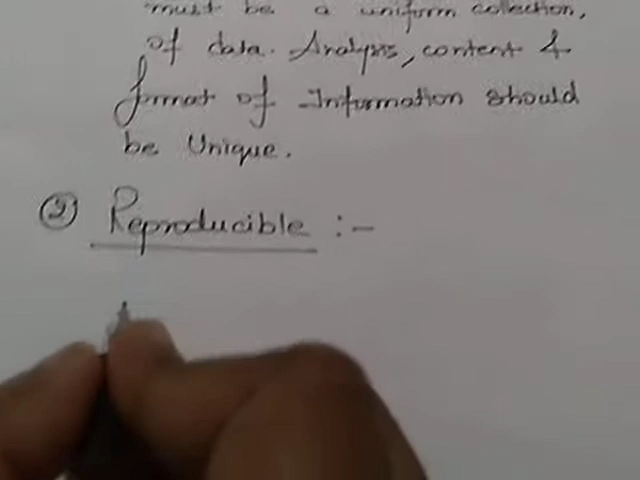 must be a uniform collection,
of data. Analysis, content &
format of Information should
be Unique.
② Reproducible :-